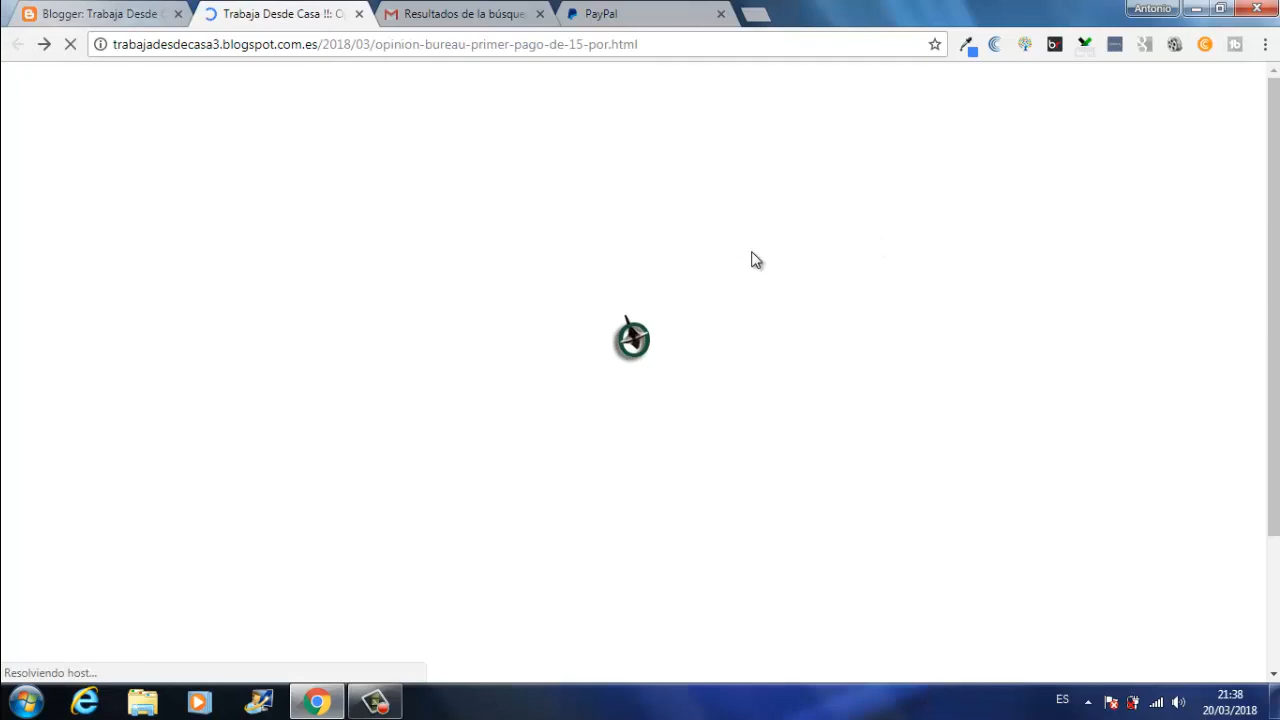 Blogger: Trabaja Desde C
Trabaja Desde Casa !!!: Op
Resultados de la búsque
PayPal
Antonio
trabajadesdecasa3.blogspot.com.es/2018/03/opinion-bureau-primer-pago-de-15-por.html
Resolviendo host...
ES
21:38
20/03/2018